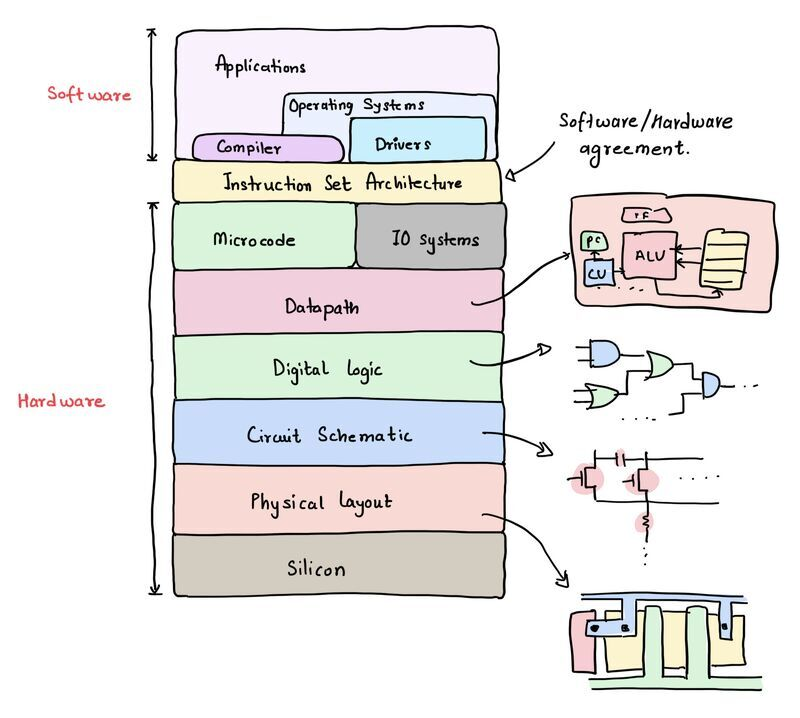 Software
Applications
Operating Systems
Compiler
Drivers
Instruction Set Architecture
Software/Hardware
agreement.
Hardware
Microcode
IO systems
Datapath
Digital logic
Circuit Schematic
Physical layout
Silicon
rF
PC
CU
ALU